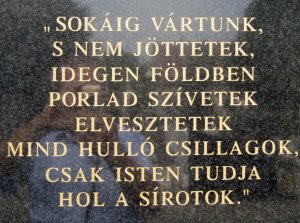 „SOKÁIG VÁRTUNK,
S NEM JÖTTETEK,
IDEGEN FÖLDBEN
PORLAD SZÍVETEK
ELVESZTETEK
MIND HULLÓ CSILLAGOK,
CSAK ISTEN TUDJA
HOL A SÍROTOK."